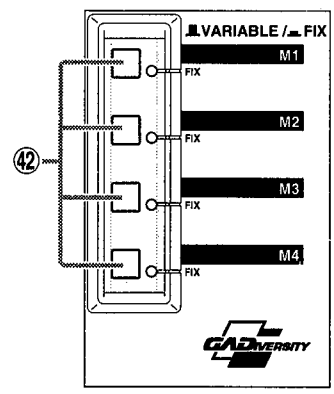 VARIABLE / FIX
M1
FIX
M2
FIX
42
M3
FIX
M4
FIX
GADIVERSITY